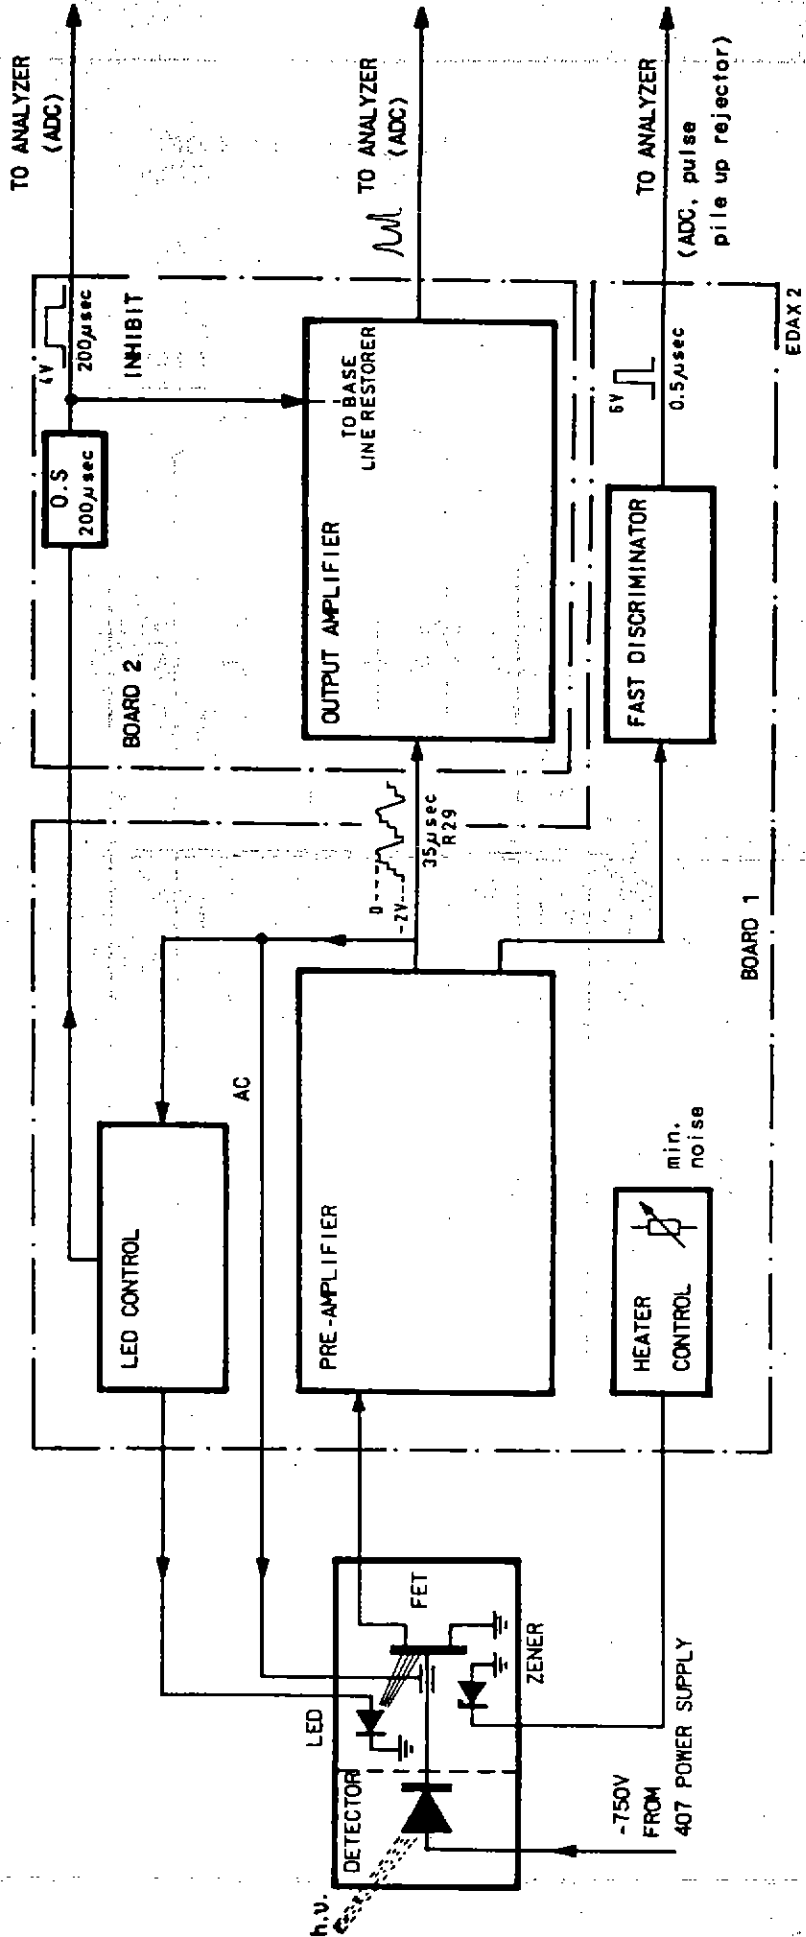 h.ν.
DETECTOR
LED
FET
ZENER
-750V
FROM
407 POWER SUPPLY
LED CONTROL
AC
PRE-AMPLIFIER
HEATER
CONTROL
min.
noise
BOARD 1
0
-2V
35µsec
R29
BOARD 2
O.S
200µsec
4V
200µsec
INHIBIT
OUTPUT AMPLIFIER
TO BASE
LINE RESTORER
FAST DISCRIMINATOR
6V
0.5µsec
TO ANALYZER
(ADC)
TO ANALYZER
(ADC)
TO ANALYZER
(ADC, pulse
pile up rejector)
EDAX 2